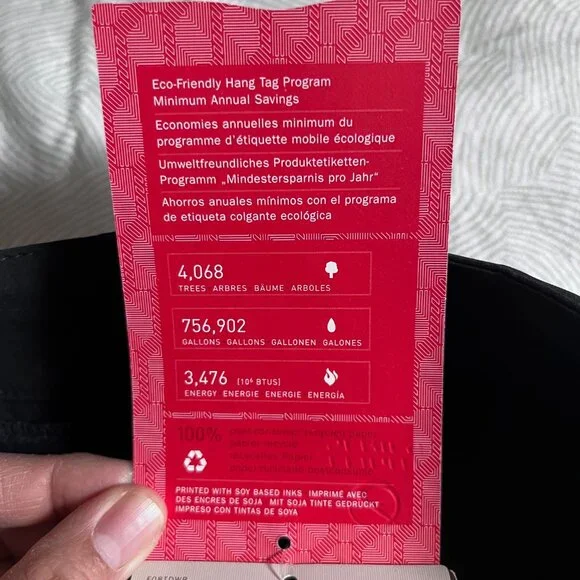 Eco-Friendly Hang Tag Program
Minimum Annual Savings
Economies annuelles minimum du
programme d'étiquette mobile écologique
Umweltfreundliches Produktetiketten-
Programm „Mindestersparnis pro Jahr"
Ahorros anuales mínimos con el programa
de etiqueta colgante ecológica
4,068
TREES ARBRES BÄUME ARBOLES
756,902
GALLONS GALLONS GALLONEN GALONES
3,476 (10⁶ BTUS)
ENERGY ENERGIE ENERGIE ENERGÍA
100%
PRINTED WITH SOY BASED INKS IMPRIMÉ AVEC
DES ENCRES DE SOJA MIT SOJA TINTE GEDRÜCKT
IMPRESO CON TINTAS DE SOYA